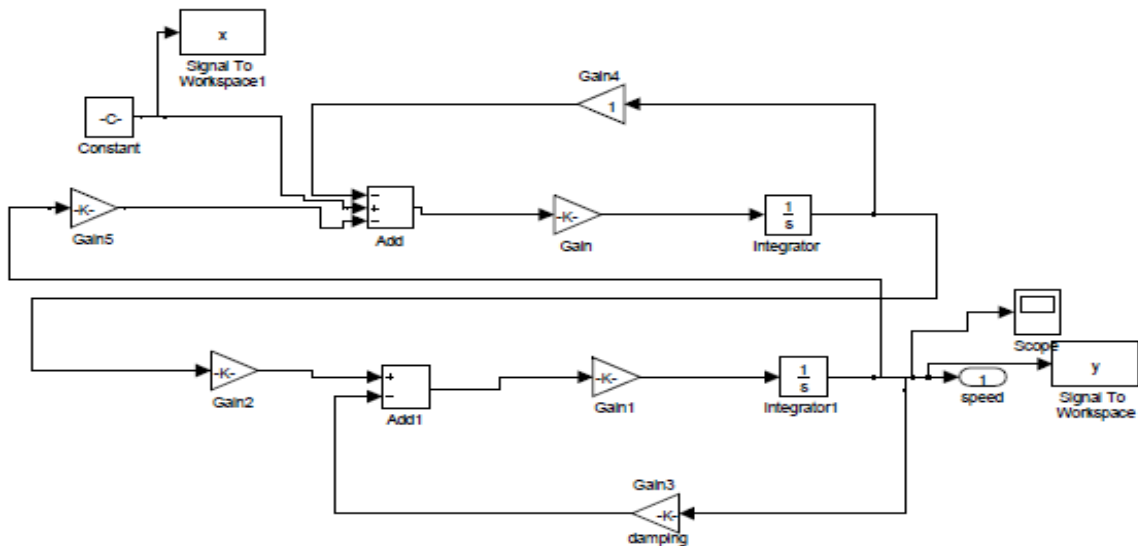 x
Signal To
Workspace1
Gain4
1
-C-
Constant
-K-
Gain5
−
+
−
Add
-K-
Gain
1
s
Integrator
-K-
Gain2
+
−
Add1
-K-
Gain1
1
s
Integrator1
Scope
1
speed
y
Signal To
Workspace
Gain3
-K-
damping